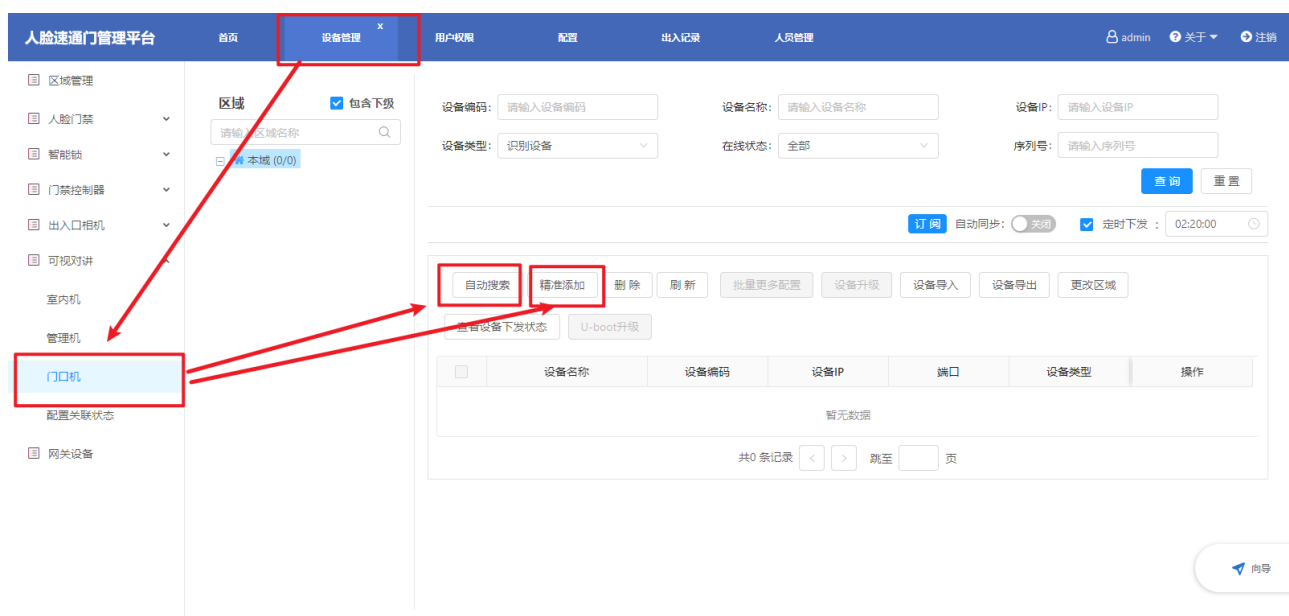 人脸速通门管理平台 首页 设备管理 x 用户权限 配置 出入记录 人员管理 admin 关于 注销
区域管理
人脸门禁
智能锁
门禁控制器
出入口相机
可视对讲
室内机
管理机
门口机
配置关联状态
网关设备
区域 包含下级
请输入区域名称
本域 (0/0)
设备编码: 请输入设备编码 设备名称: 请输入设备名称 设备IP: 请输入设备IP
设备类型: 识别设备 在线状态: 全部 序列号: 请输入序列号
查询 重置
订阅 自动同步: 关闭 定时下发 : 02:20:00
自动搜索 精准添加 删除 刷新 批量更多配置 设备升级 设备导入 设备导出 更改区域
查看设备下发状态 U-boot升级
设备名称 设备编码 设备IP 端口 设备类型 操作
暂无数据
共0 条记录 < > 跳至 页
向导